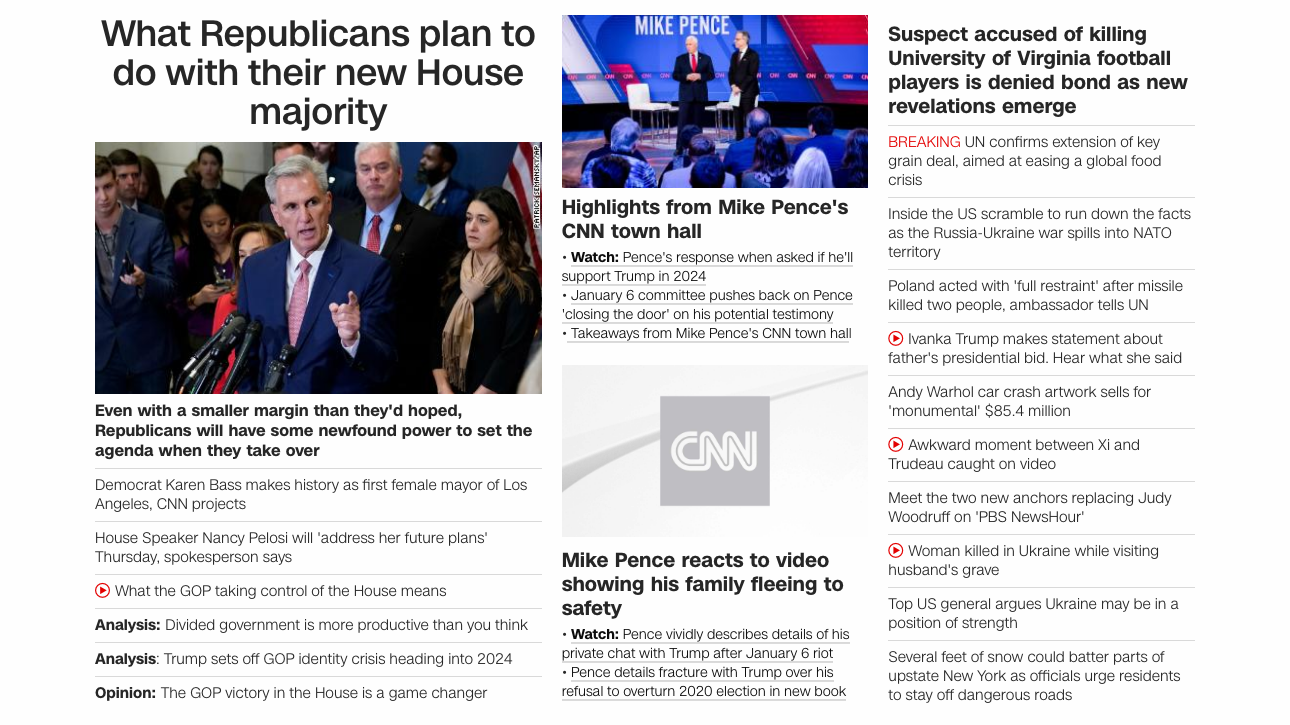 What Republicans plan to
do with their new House
majority
PATRICK SEMANSKY/AP
Even with a smaller margin than they'd hoped,
Republicans will have some newfound power to set the
agenda when they take over
Democrat Karen Bass makes history as first female mayor of Los
Angeles, CNN projects
House Speaker Nancy Pelosi will 'address her future plans'
Thursday, spokesperson says
What the GOP taking control of the House means
Analysis: Divided government is more productive than you think
Analysis: Trump sets off GOP identity crisis heading into 2024
Opinion: The GOP victory in the House is a game changer
MIKE PENCE
CNN CNN CNN CNN CNN
Highlights from Mike Pence's
CNN town hall
• Watch: Pence's response when asked if he'll
support Trump in 2024
• January 6 committee pushes back on Pence
'closing the door' on his potential testimony
• Takeaways from Mike Pence's CNN town hall
CNN
Mike Pence reacts to video
showing his family fleeing to
safety
• Watch: Pence vividly describes details of his
private chat with Trump after January 6 riot
• Pence details fracture with Trump over his
refusal to overturn 2020 election in new book
Suspect accused of killing
University of Virginia football
players is denied bond as new
revelations emerge
BREAKING UN confirms extension of key
grain deal, aimed at easing a global food
crisis
Inside the US scramble to run down the facts
as the Russia-Ukraine war spills into NATO
territory
Poland acted with 'full restraint' after missile
killed two people, ambassador tells UN
Ivanka Trump makes statement about
father's presidential bid. Hear what she said
Andy Warhol car crash artwork sells for
'monumental' $85.4 million
Awkward moment between Xi and
Trudeau caught on video
Meet the two new anchors replacing Judy
Woodruff on 'PBS NewsHour'
Woman killed in Ukraine while visiting
husband's grave
Top US general argues Ukraine may be in a
position of strength
Several feet of snow could batter parts of
upstate New York as officials urge residents
to stay off dangerous roads